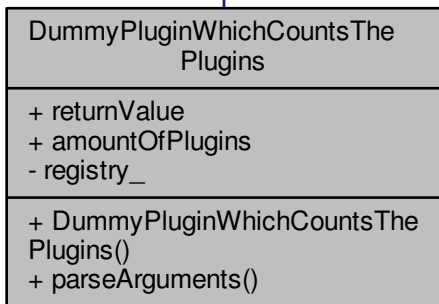 DummyPluginWhichCountsThe
Plugins
+ returnValue
+ amountOfPlugins
- registry_
+ DummyPluginWhichCountsThe
Plugins()
+ parseArguments()